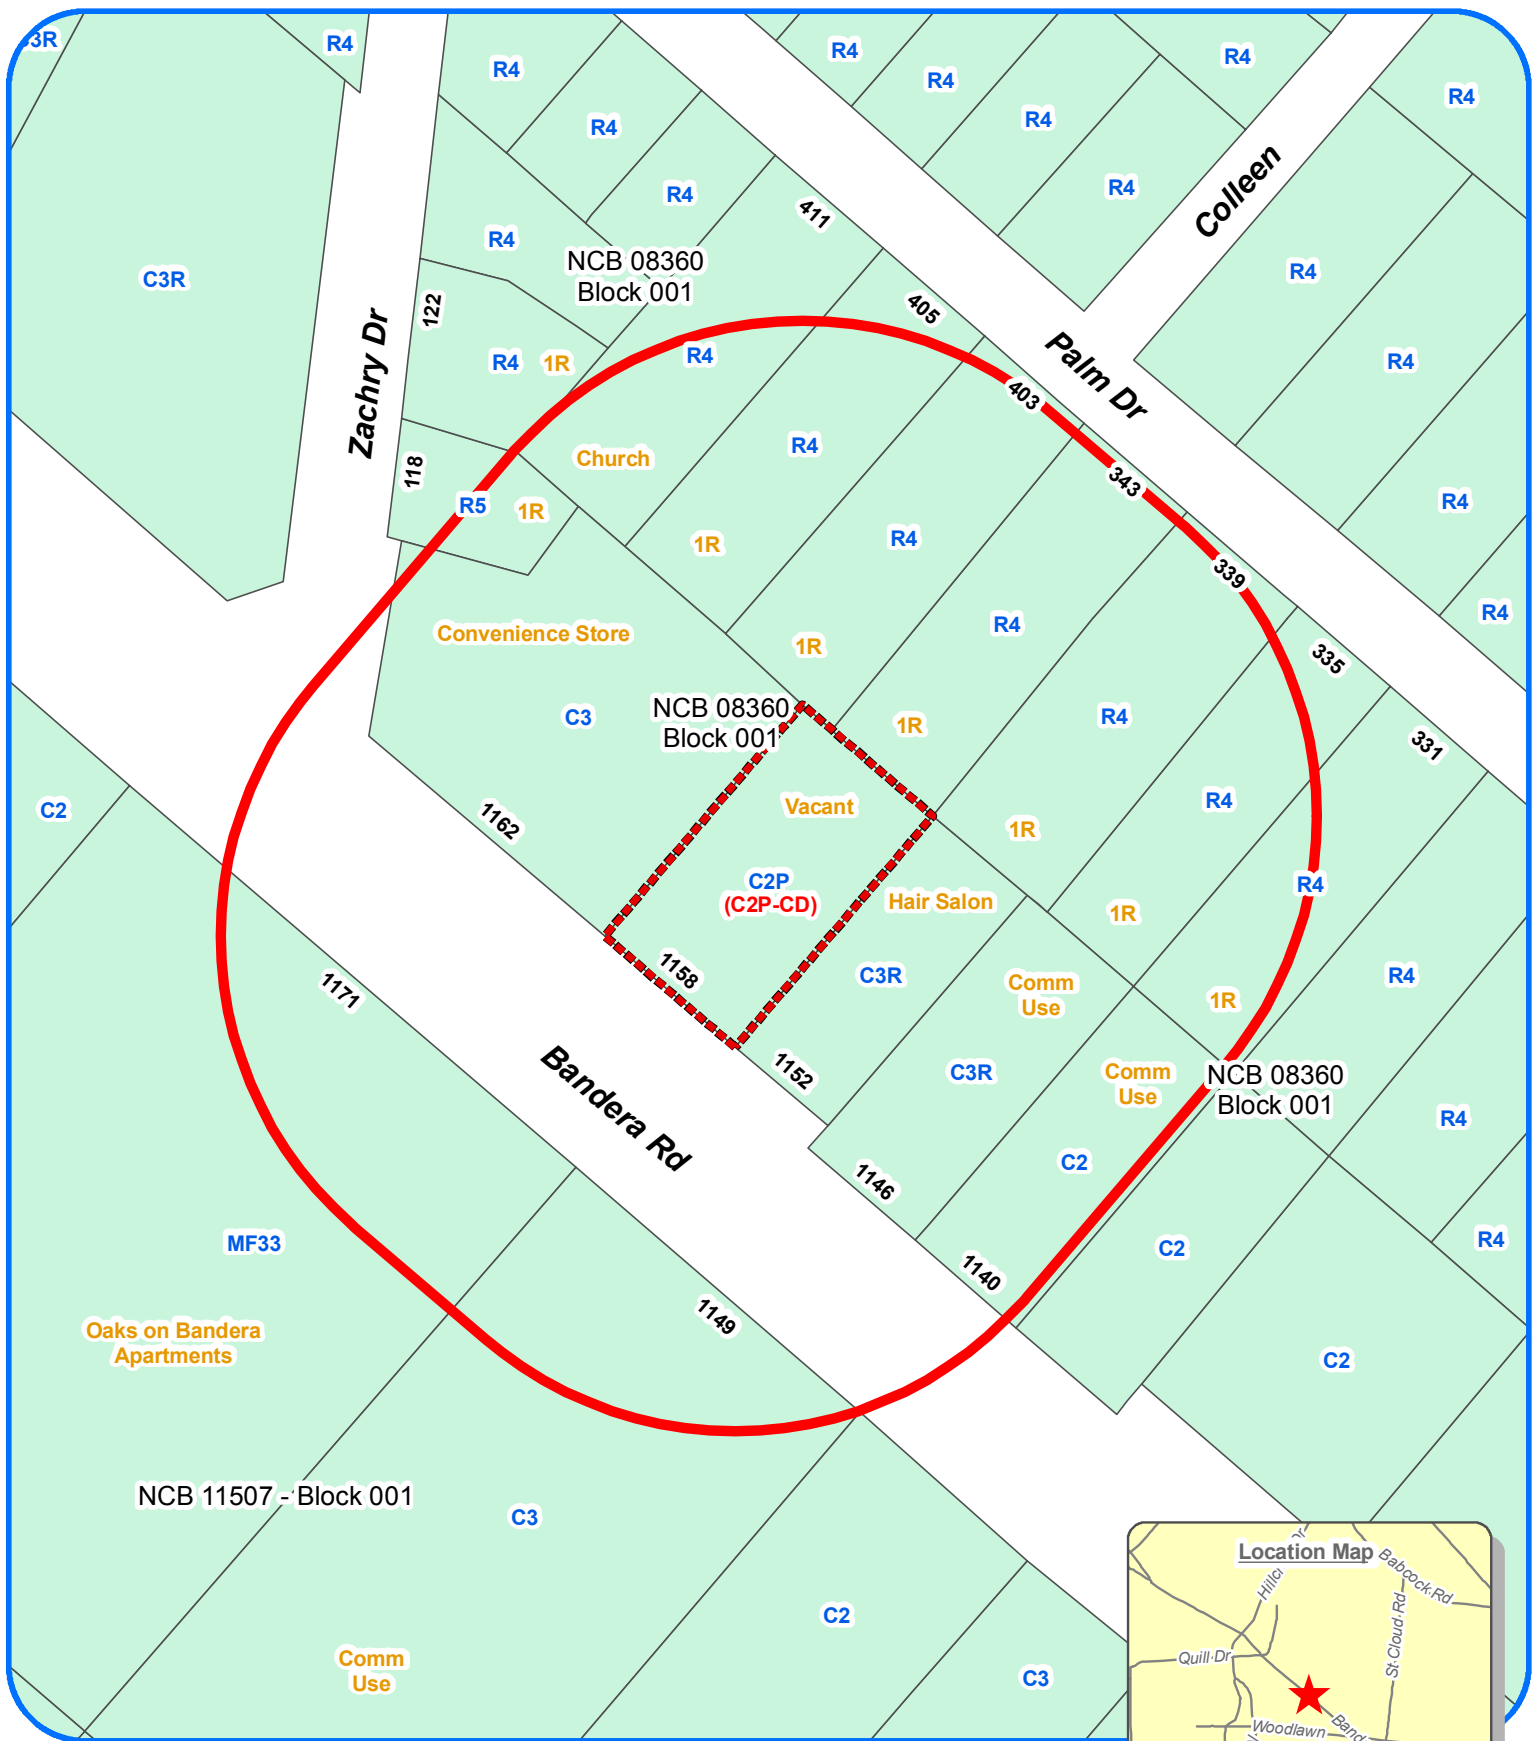 C3R
R4
R4
R4
R4
R4
R4
R4
R4
R4
R4
R4
R4
Colleen
411
NCB 08360
Block 001
C3R
Zachry Dr
122
405
R4
R4
1R
R4
Palm Dr
R4
403
118
Church
R4
343
R5
1R
R4
1R
R4
339
R4
R4
Convenience Store
1R
335
C3
NCB 08360
Block 001
1R
R4
331
C2
1162
Vacant
1R
R4
C2P
(C2P-CD)
Hair Salon
1R
R4
1171
1158
C3R
Comm
Use
1R
R4
Bandera Rd
1152
C3R
Comm
Use
NCB 08360
Block 001
R4
1146
C2
MF33
1140
C2
R4
Oaks on Bandera
Apartments
1149
C2
NCB 11507 - Block 001
C3
C2
Comm
Use
C3
Location Map
Babcock Rd
Quill Dr
St Cloud Rd
Woodlawn